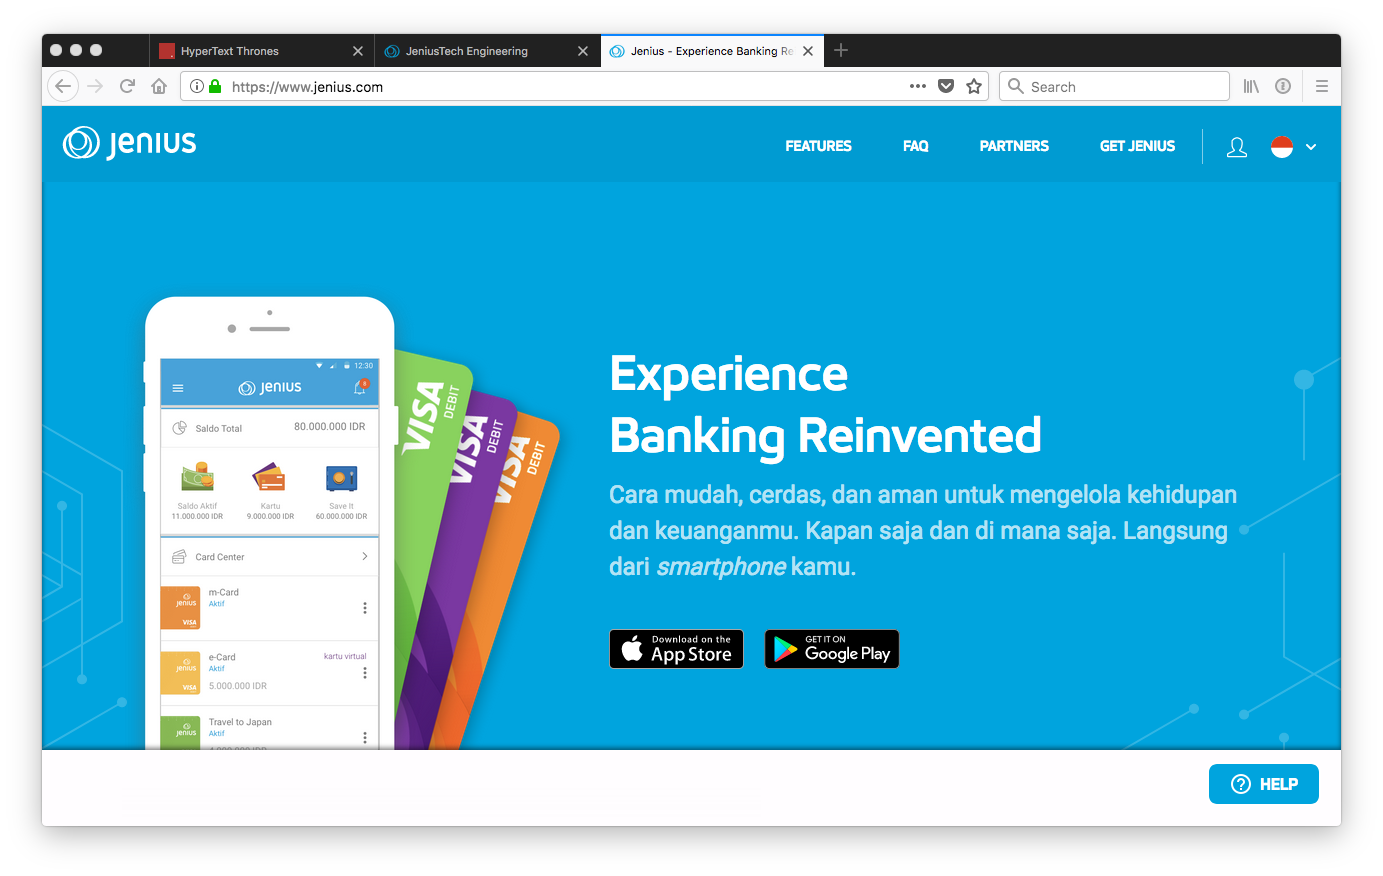 HyperText Thrones
JeniusTech Engineering
Jenius - Experience Banking Re
https://www.jenius.com
Search
Jenius
FEATURES
FAQ
PARTNERS
GET JENIUS
12:30
Jenius
Saldo Total
80.000.000 IDR
Saldo Aktif
11.000.000 IDR
Kartu
9.000.000 IDR
Save It
60.000.000 IDR
Card Center
m-Card
Aktif
Jenius
VISA
e-Card
kartu virtual
Aktif
5.000.000 IDR
Jenius
VISA
Travel to Japan
Aktif
Jenius
VISA
DEBIT
VISA
DEBIT
VISA
DEBIT
Experience
Banking Reinvented
Cara mudah, cerdas, dan aman untuk mengelola kehidupan
dan keuanganmu. Kapan saja dan di mana saja. Langsung
dari smartphone kamu.
Download on the
App Store
GET IT ON
Google Play
HELP